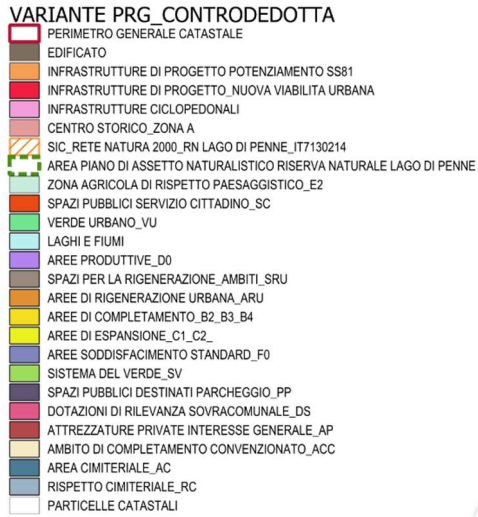 VARIANTE PRG_CONTRODEDOTTA
PERIMETRO GENERALE CATASTALE
EDIFICATO
INFRASTRUTTURE DI PROGETTO POTENZIAMENTO SS81
INFRASTRUTTURE DI PROGETTO_NUOVA VIABILITA URBANA
INFRASTRUTTURE CICLOPEDONALI
CENTRO STORICO_ZONA A
SIC_RETE NATURA 2000_RN LAGO DI PENNE_IT7130214
AREA PIANO DI ASSETTO NATURALISTICO RISERVA NATURALE LAGO DI PENNE
ZONA AGRICOLA DI RISPETTO PAESAGGISTICO_E2
SPAZI PUBBLICI SERVIZIO CITTADINO_SC
VERDE URBANO_VU
LAGHI E FIUMI
AREE PRODUTTIVE_D0
SPAZI PER LA RIGENERAZIONE_AMBITI_SRU
AREE DI RIGENERAZIONE URBANA_ARU
AREE DI COMPLETAMENTO_B2_B3_B4
AREE DI ESPANSIONE_C1_C2_
AREE SODDISFACIMENTO STANDARD_F0
SISTEMA DEL VERDE_SV
SPAZI PUBBLICI DESTINATI PARCHEGGIO_PP
DOTAZIONI DI RILEVANZA SOVRACOMUNALE_DS
ATTREZZATURE PRIVATE INTERESSE GENERALE_AP
AMBITO DI COMPLETAMENTO CONVENZIONATO_ACC
AREA CIMITERIALE_AC
RISPETTO CIMITERIALE_RC
PARTICELLE CATASTALI